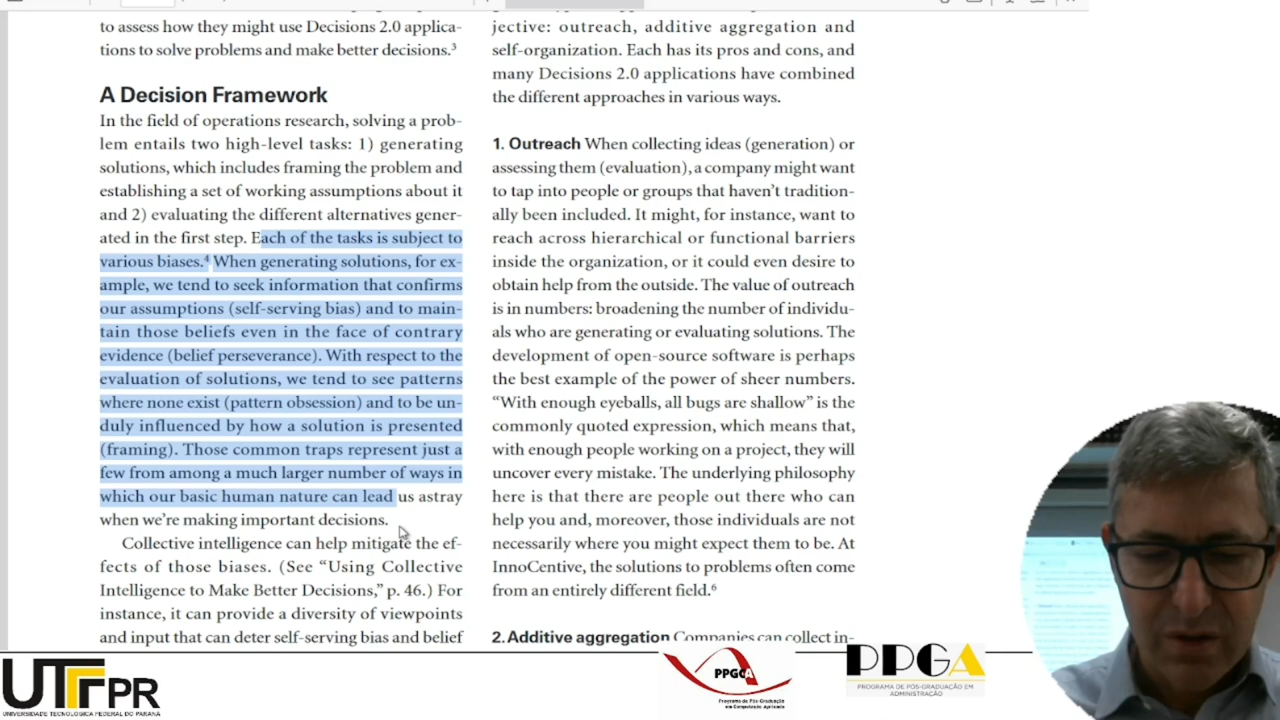 to assess how they might use Decisions 2.0 applica-
tions to solve problems and make better decisions.³
A Decision Framework
In the field of operations research, solving a prob-
lem entails two high-level tasks: 1) generating
solutions, which includes framing the problem and
establishing a set of working assumptions about it
and 2) evaluating the different alternatives gener-
ated in the first step. Each of the tasks is subject to
various biases.⁴ When generating solutions, for ex-
ample, we tend to seek information that confirms
our assumptions (self-serving bias) and to main-
tain those beliefs even in the face of contrary
evidence (belief perseverance). With respect to the
evaluation of solutions, we tend to see patterns
where none exist (pattern obsession) and to be un-
duly influenced by how a solution is presented
(framing). Those common traps represent just a
few from among a much larger number of ways in
which our basic human nature can lead us astray
when we're making important decisions.
Collective intelligence can help mitigate the ef-
fects of those biases. (See “Using Collective
Intelligence to Make Better Decisions,” p. 46.) For
instance, it can provide a diversity of viewpoints
and input that can deter self-serving bias and belief
jective: outreach, additive aggregation and
self-organization. Each has its pros and cons, and
many Decisions 2.0 applications have combined
the different approaches in various ways.
1. Outreach When collecting ideas (generation) or
assessing them (evaluation), a company might want
to tap into people or groups that haven't tradition-
ally been included. It might, for instance, want to
reach across hierarchical or functional barriers
inside the organization, or it could even desire to
obtain help from the outside. The value of outreach
is in numbers: broadening the number of individu-
als who are generating or evaluating solutions. The
development of open-source software is perhaps
the best example of the power of sheer numbers.
“With enough eyeballs, all bugs are shallow” is the
commonly quoted expression, which means that,
with enough people working on a project, they will
uncover every mistake. The underlying philosophy
here is that there are people out there who can
help you and, moreover, those individuals are not
necessarily where you might expect them to be. At
InnoCentive, the solutions to problems often come
from an entirely different field.⁶
2. Additive aggregation Companies can collect in-
UTFPR
UNIVERSIDADE TECNOLÓGICA FEDERAL DO PARANÁ
PPGCA
Programa de Pós-Graduação
em Computação Aplicada
PPGA
PROGRAMA DE PÓS-GRADUAÇÃO EM
ADMINISTRAÇÃO